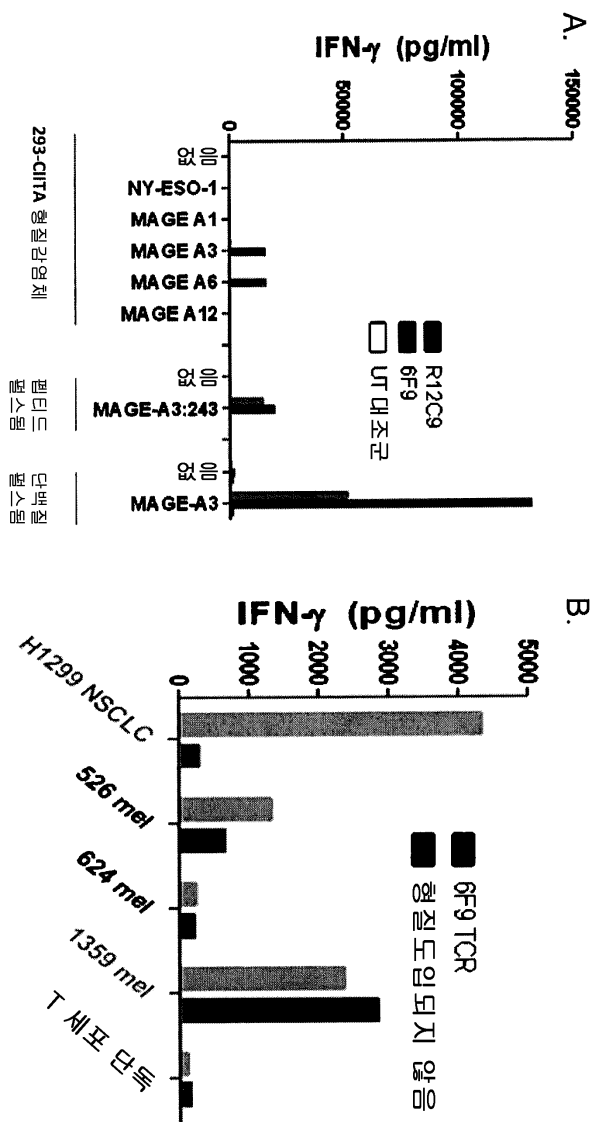 A.
IFN-γ (pg/ml)
150000
100000
50000
0
R12C9
6F9
UT 대조군
없음
NY-ESO-1
MAGE A1
MAGE A3
MAGE A6
MAGE A12
없음
MAGE-A3:243
없음
MAGE-A3
293-CIITA 형질감염체
펩티드
펄스됨
단백질
펄스됨
B.
IFN-γ (pg/ml)
5000
4000
3000
2000
1000
0
6F9 TCR
형질도입되지 않음
H1299 NSCLC
526 mel
624 mel
1359 mel
T 세포 단독